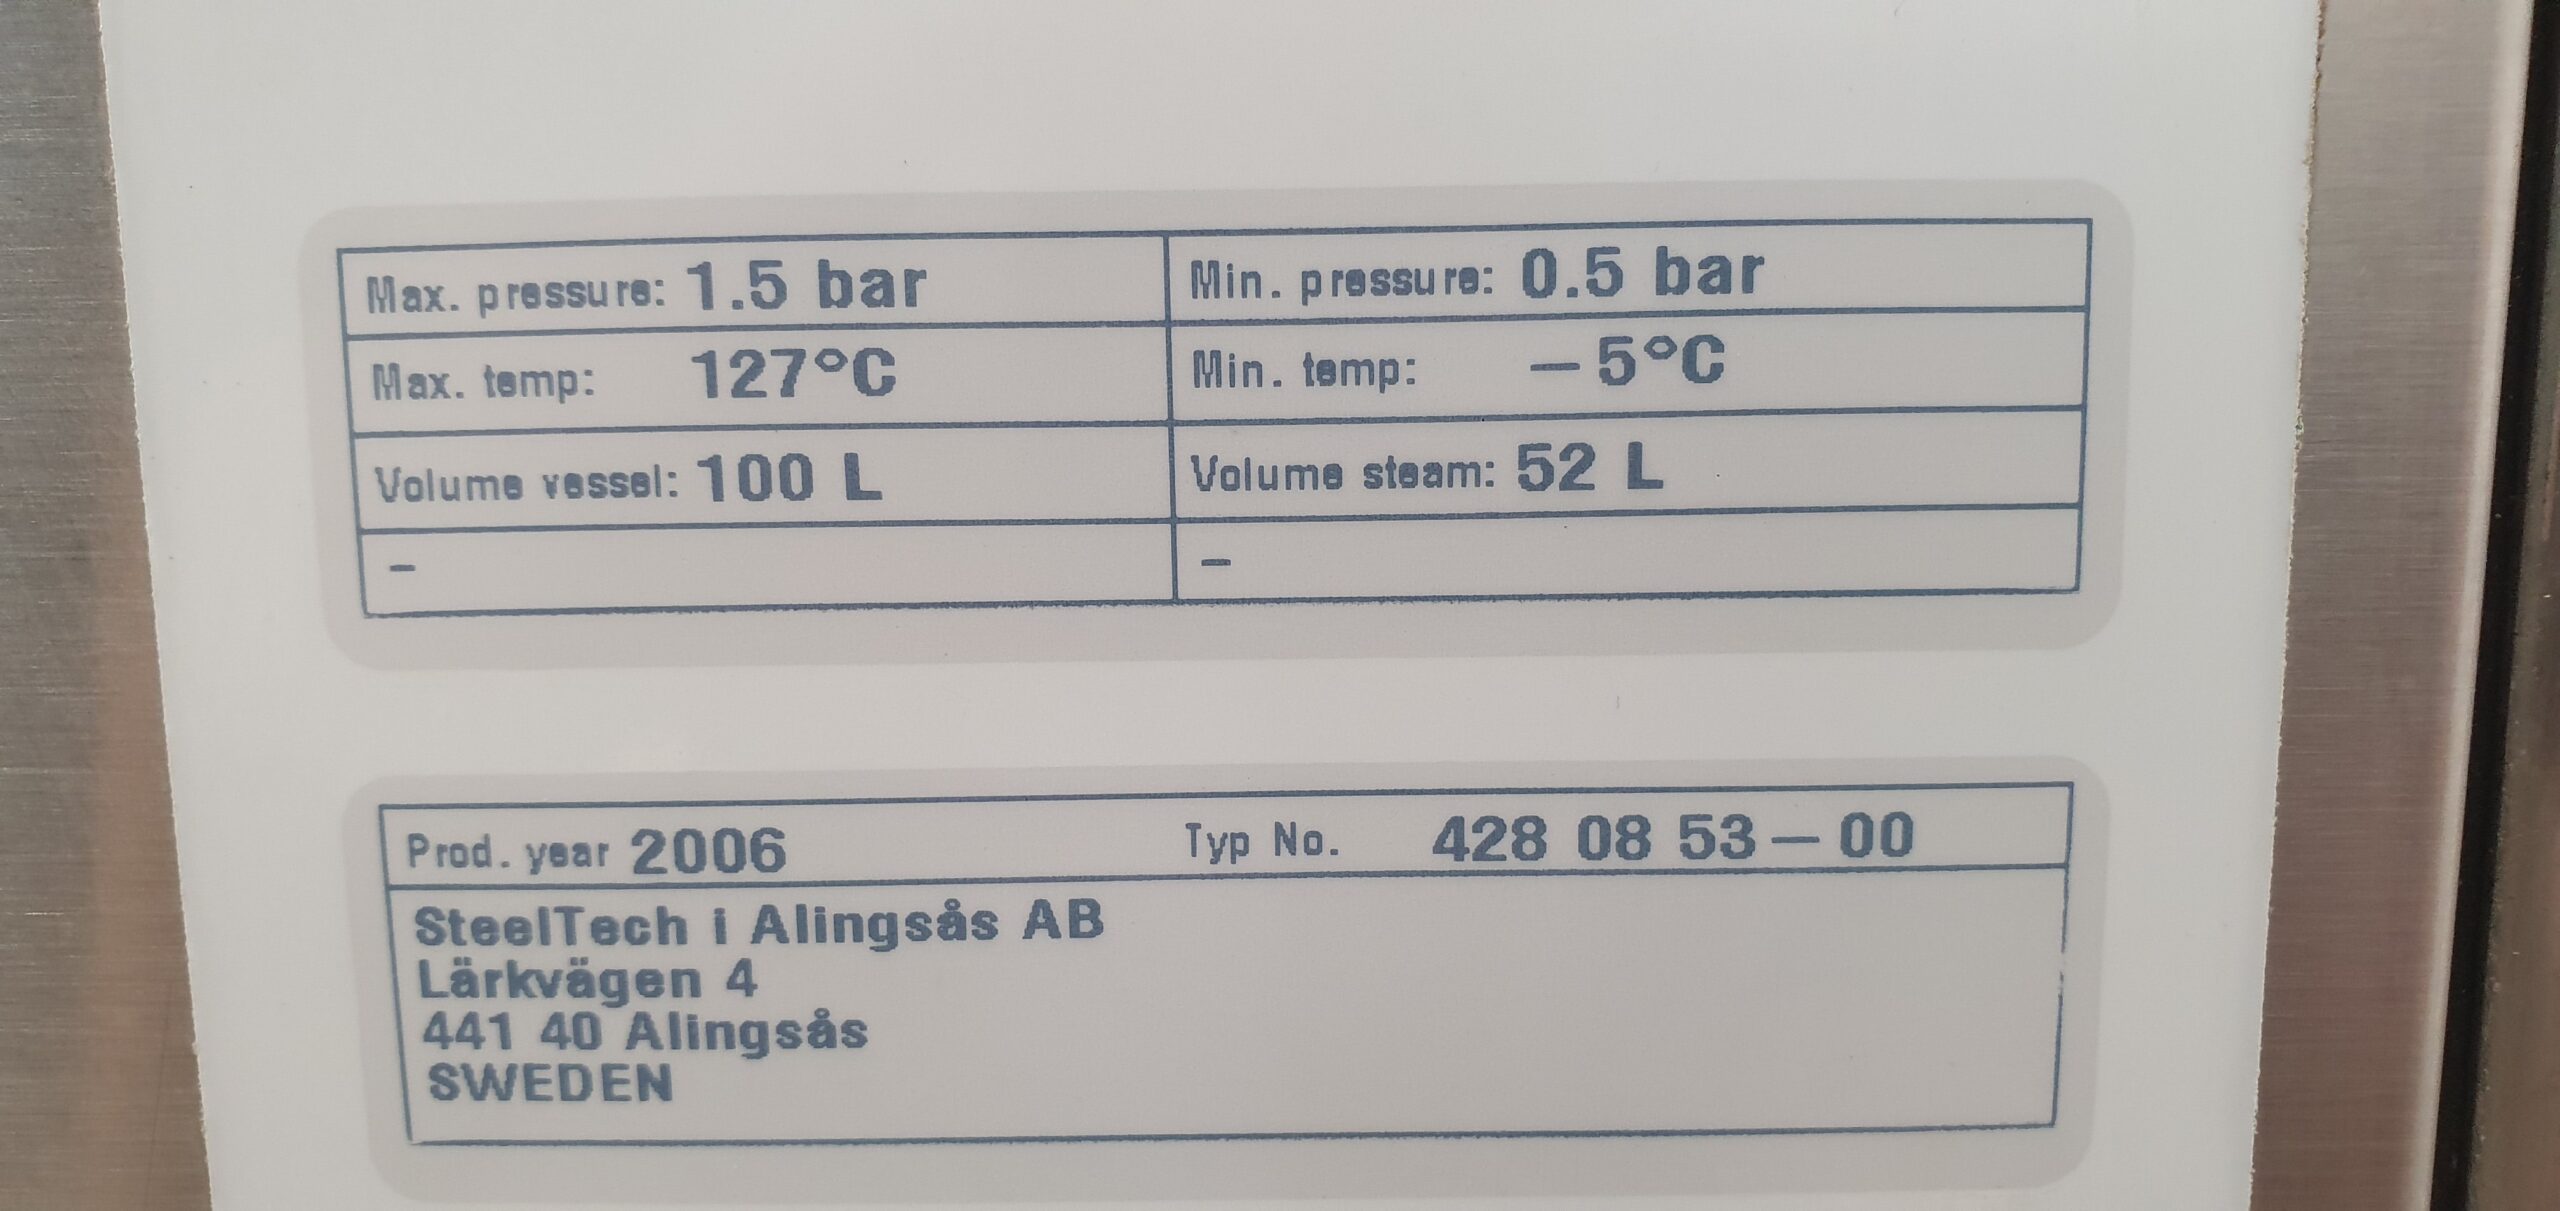 Max. pressure: 1.5 bar Min. pressure: 0.5 bar
Max. temp: 127°C Min. temp: – 5°C
Volume vessel: 100 L Volume steam: 52 L
– –
Prod. year 2006 Typ No. 428 08 53 – 00
SteelTech i Alingsås AB
Lärkvägen 4
441 40 Alingsås
SWEDEN